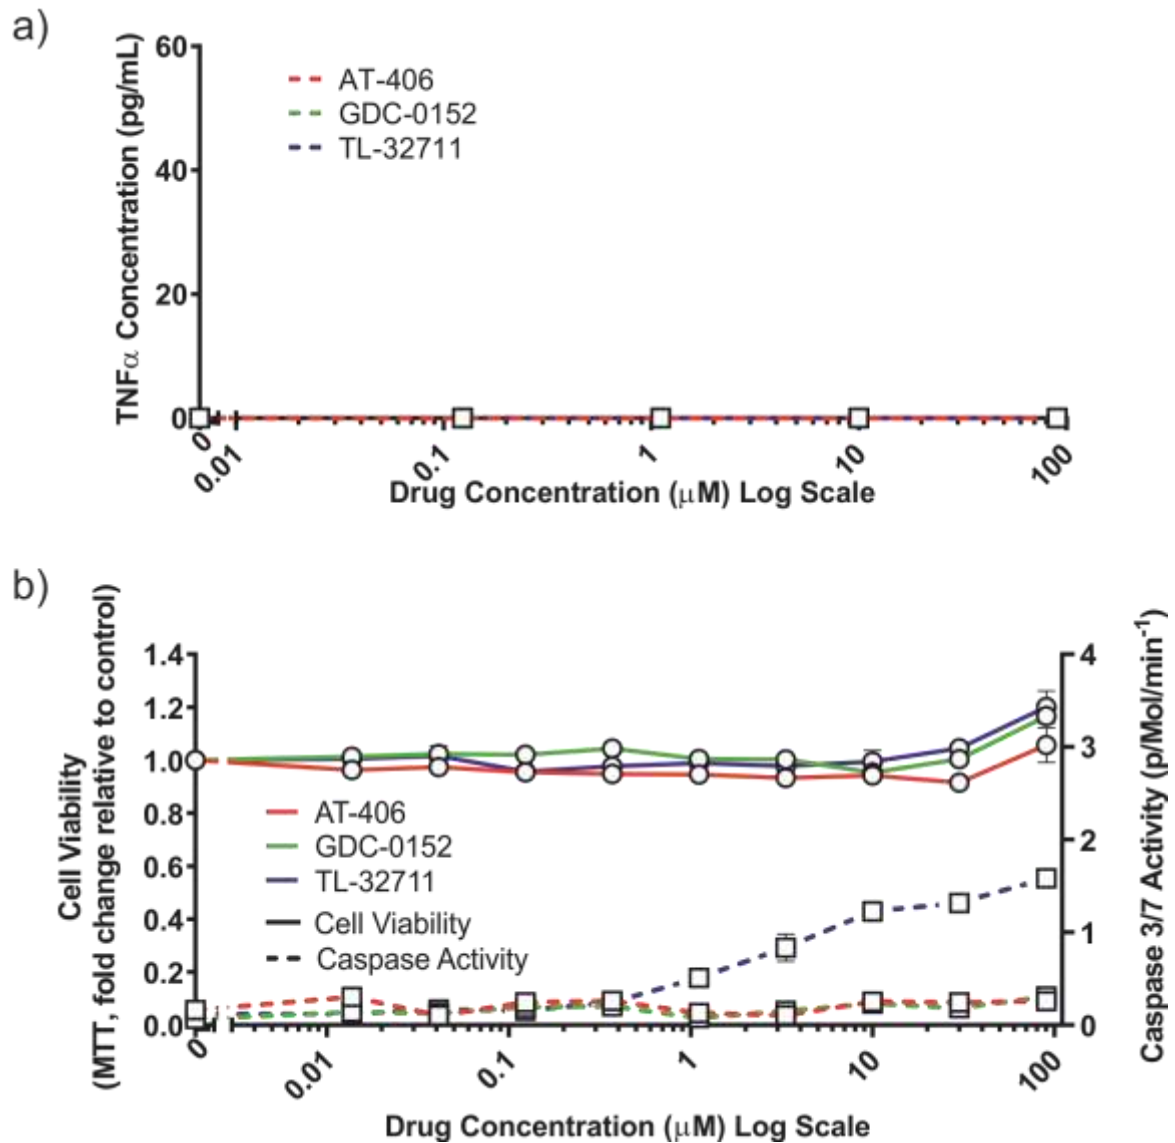 a)
TNFα Concentration (pg/mL)
60
40
20
0
AT-406
GDC-0152
TL-32711
0
0.01
0.1
1
10
100
Drug Concentration (μM) Log Scale
b)
Cell Viability
(MTT, fold change relative to control)
1.4
1.2
1.0
0.8
0.6
0.4
0.2
0.0
AT-406
GDC-0152
TL-32711
Cell Viability
Caspase Activity
4
3
2
1
0
Caspase 3/7 Activity (p/Mol/min⁻¹)
0
0.01
0.1
1
10
100
Drug Concentration (μM) Log Scale